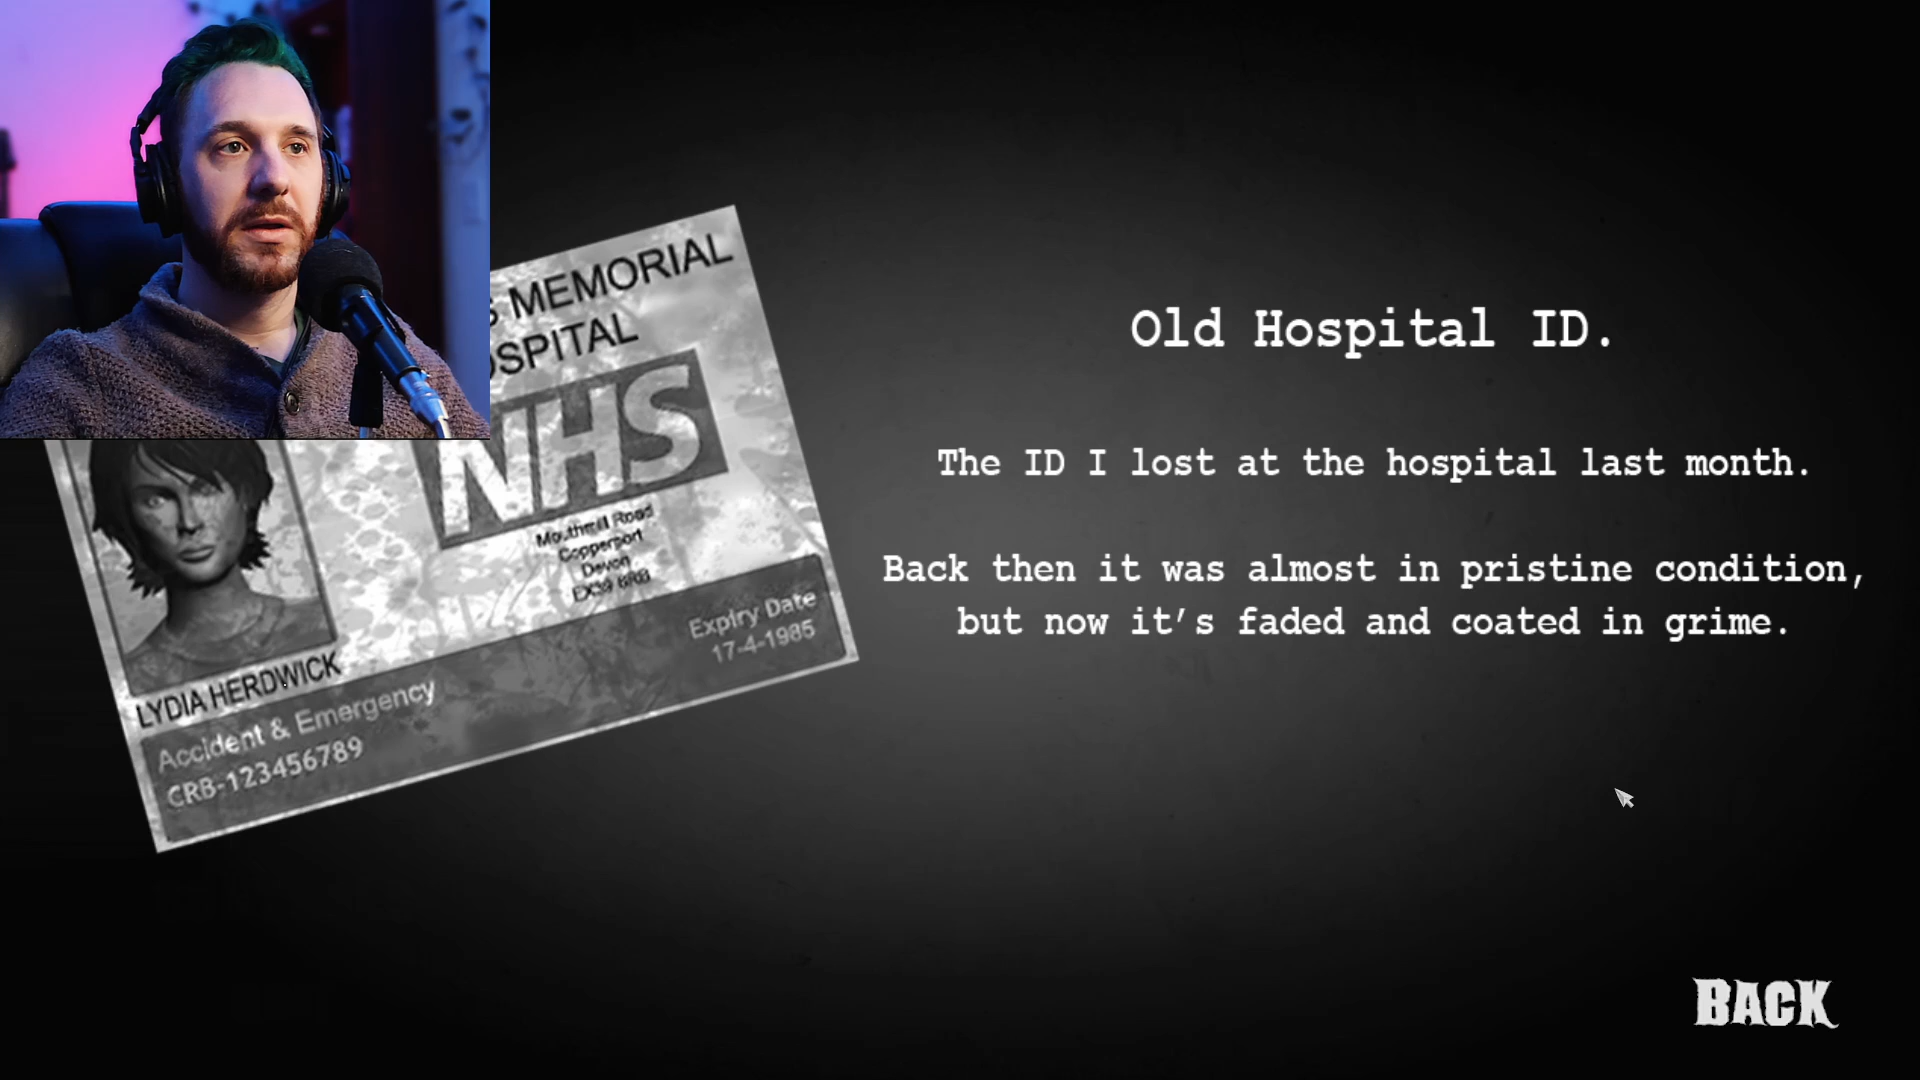 S MEMORIAL
OSPITAL
NHS
Mouthmill Road
Copperport
Devon
EX39 6RB
Expiry Date
17-4-1985
LYDIA HERDWICK
Accident & Emergency
CRB-123456789
Old Hospital ID.
The ID I lost at the hospital last month.
Back then it was almost in pristine condition,
but now it’s faded and coated in grime.
BACK